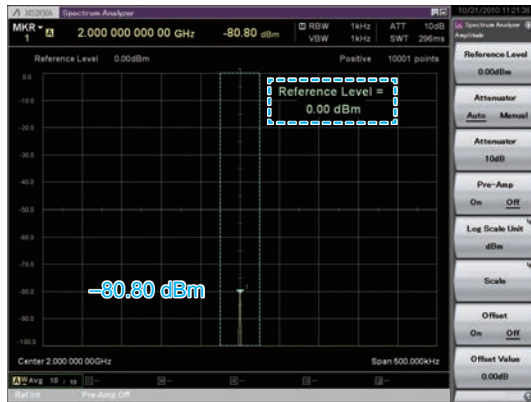 MS2830A Spectrum Analyzer
10/31/2010 11:21:36
MKR
1
2.000 000 000 00 GHz
-80.80 dBm
RBW 1kHz
VBW 1kHz
ATT 10dB
SWT 296ms
Reference Level 0.00dBm
Positive 10001 points
0.0
-10.0
-20.0
-30.0
-40.0
-50.0
-60.0
-70.0
-80.0
-90.0
-100.0
Reference Level =
0.00 dBm
–80.80 dBm
1
Center 2.000 000 00GHz
Span 500.000kHz
A W Avg 10 / 10
Ref.Int
Pre-Amp Off
Spectrum Analyzer
Amplitude
Reference Level
0.00dBm
Attenuator
Auto Manual
Attenuator
10dB
Pre-Amp
On Off
Log Scale Unit
dBm
Scale
Offset
On Off
Offset Value
0.00dB